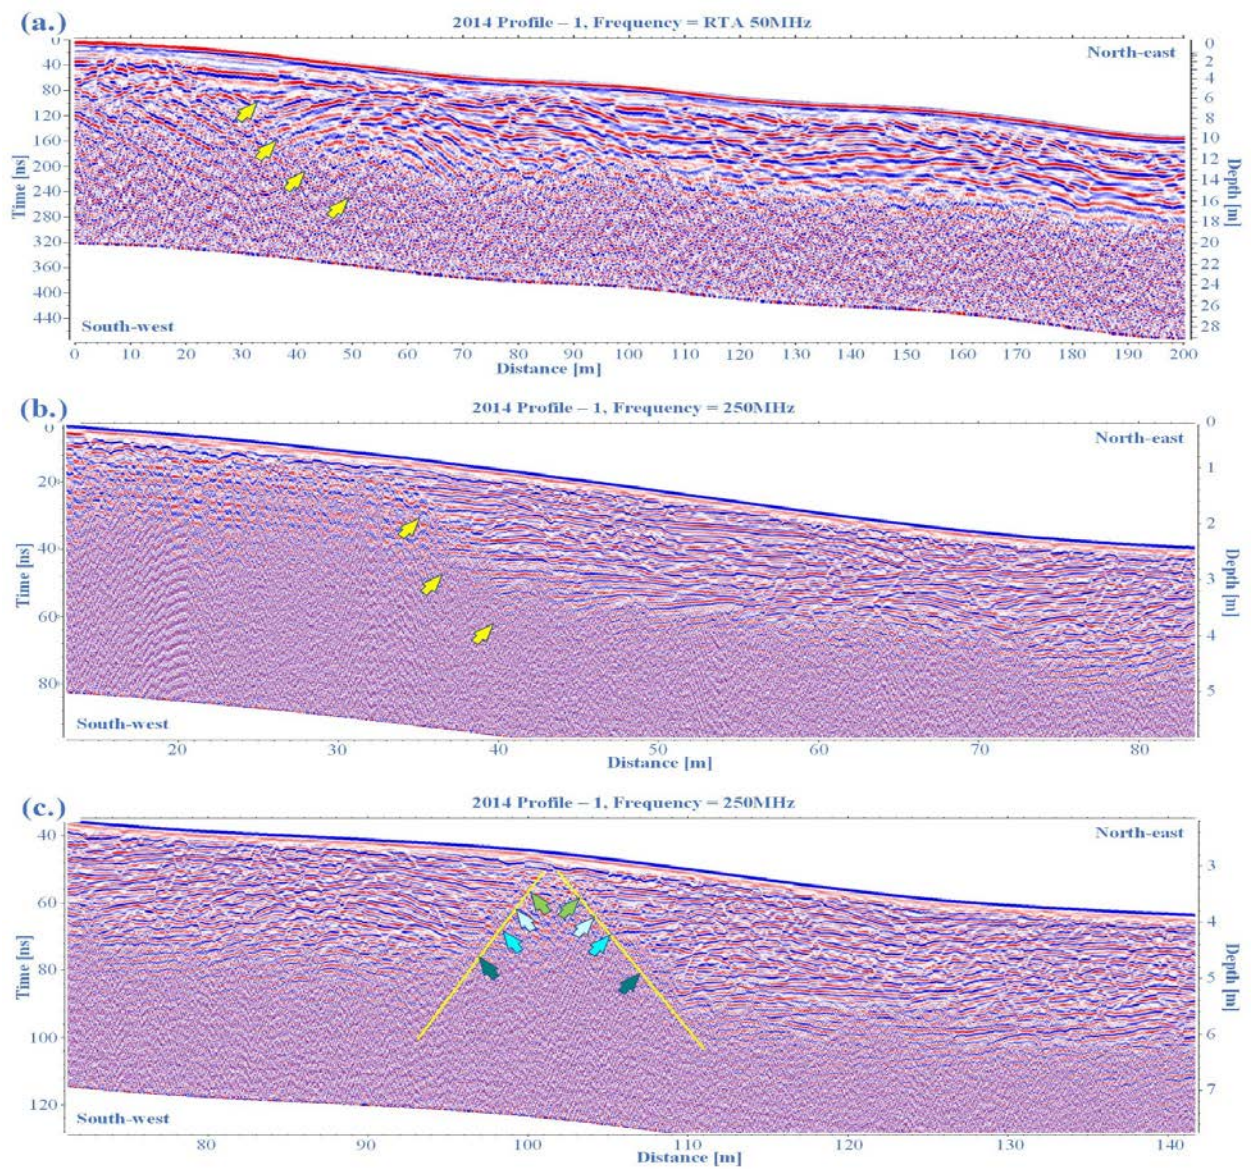 (a.)
2014 Profile – 1, Frequency = RTA 50MHz
North-east
South-west
Time [ns]
0
40
80
120
160
200
240
280
320
360
400
440
Depth [m]
0
2
4
6
8
10
12
14
16
18
20
22
24
26
28
0 10 20 30 40 50 60 70 80 90 100 110 120 130 140 150 160 170 180 190 200
Distance [m]
(b.)
2014 Profile – 1, Frequency = 250MHz
North-east
South-west
Time [ns]
0
20
40
60
80
Depth [m]
0
1
2
3
4
5
20 30 40 50 60 70 80
Distance [m]
(c.)
2014 Profile – 1, Frequency = 250MHz
North-east
South-west
Time [ns]
40
60
80
100
120
Depth [m]
3
4
5
6
7
80 90 100 110 120 130 140
Distance [m]